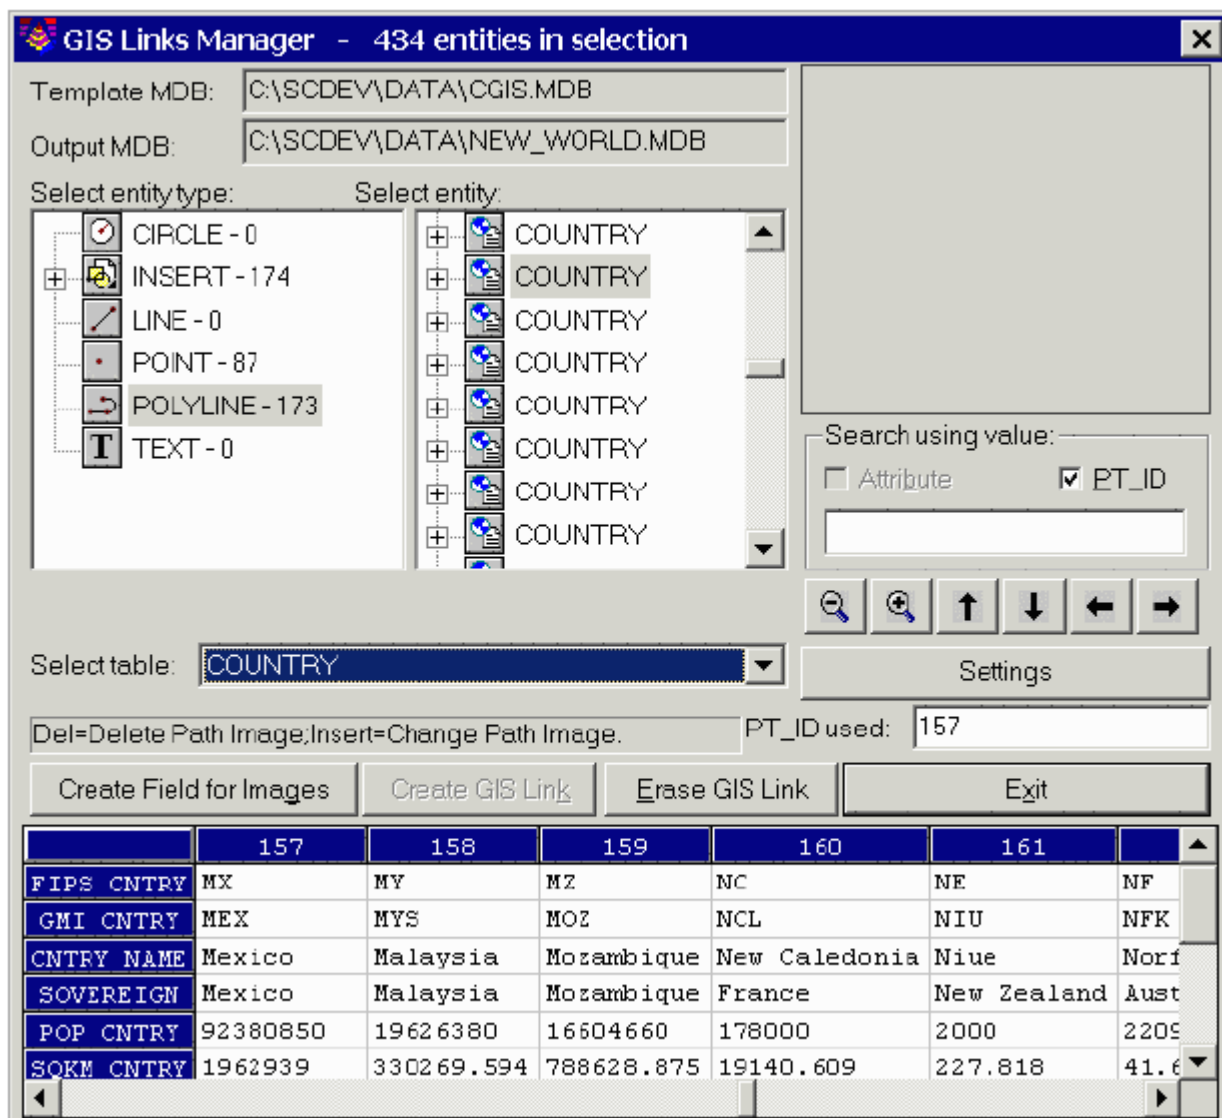 GIS Links Manager - 434 entities in selection
Template MDB: C:\SCDEV\DATA\CGIS.MDB
Output MDB: C:\SCDEV\DATA\NEW_WORLD.MDB
Select entity type: Select entity:
CIRCLE - 0
INSERT - 174
LINE - 0
POINT - 87
POLYLINE - 173
T TEXT - 0
COUNTRY
COUNTRY
COUNTRY
COUNTRY
COUNTRY
COUNTRY
COUNTRY
COUNTRY
Search using value:
Attribute PT_ID
Select table: COUNTRY
Settings
Del=Delete Path Image;Insert=Change Path Image.
PT_ID used: 157
Create Field for Images Create GIS Link Erase GIS Link Exit
157 158 159 160 161
FIPS CNTRY MX MY MZ NC NE NF
GMI CNTRY MEX MYS MOZ NCL NIU NFK
CNTRY NAME Mexico Malaysia Mozambique New Caledonia Niue Norf
SOVEREIGN Mexico Malaysia Mozambique France New Zealand Aust
POP CNTRY 92380850 19626380 16604660 178000 2000 2209
SQKM CNTRY 1962939 330269.594 788628.875 19140.609 227.818 41.6